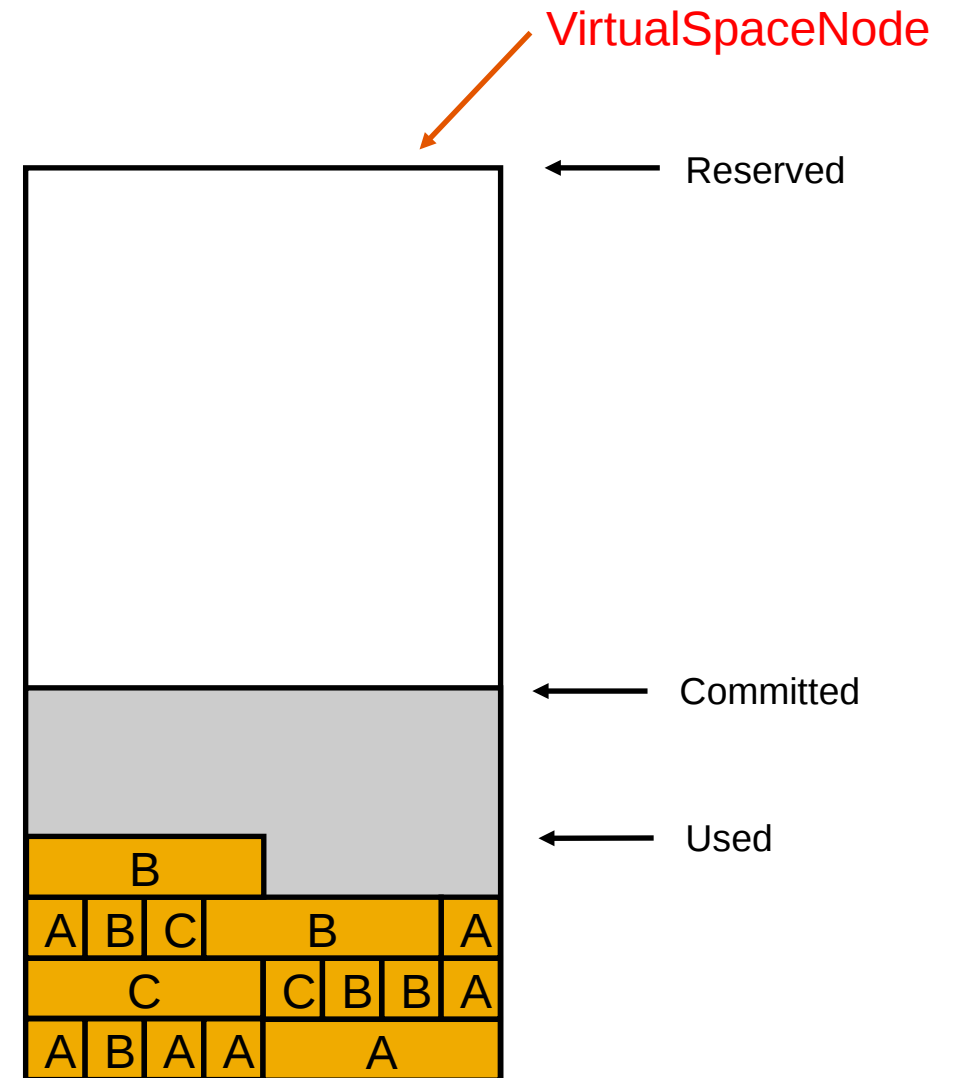 VirtualSpaceNode
Reserved
Committed
Used
B
A B C B A
C C B B A
A B A A A